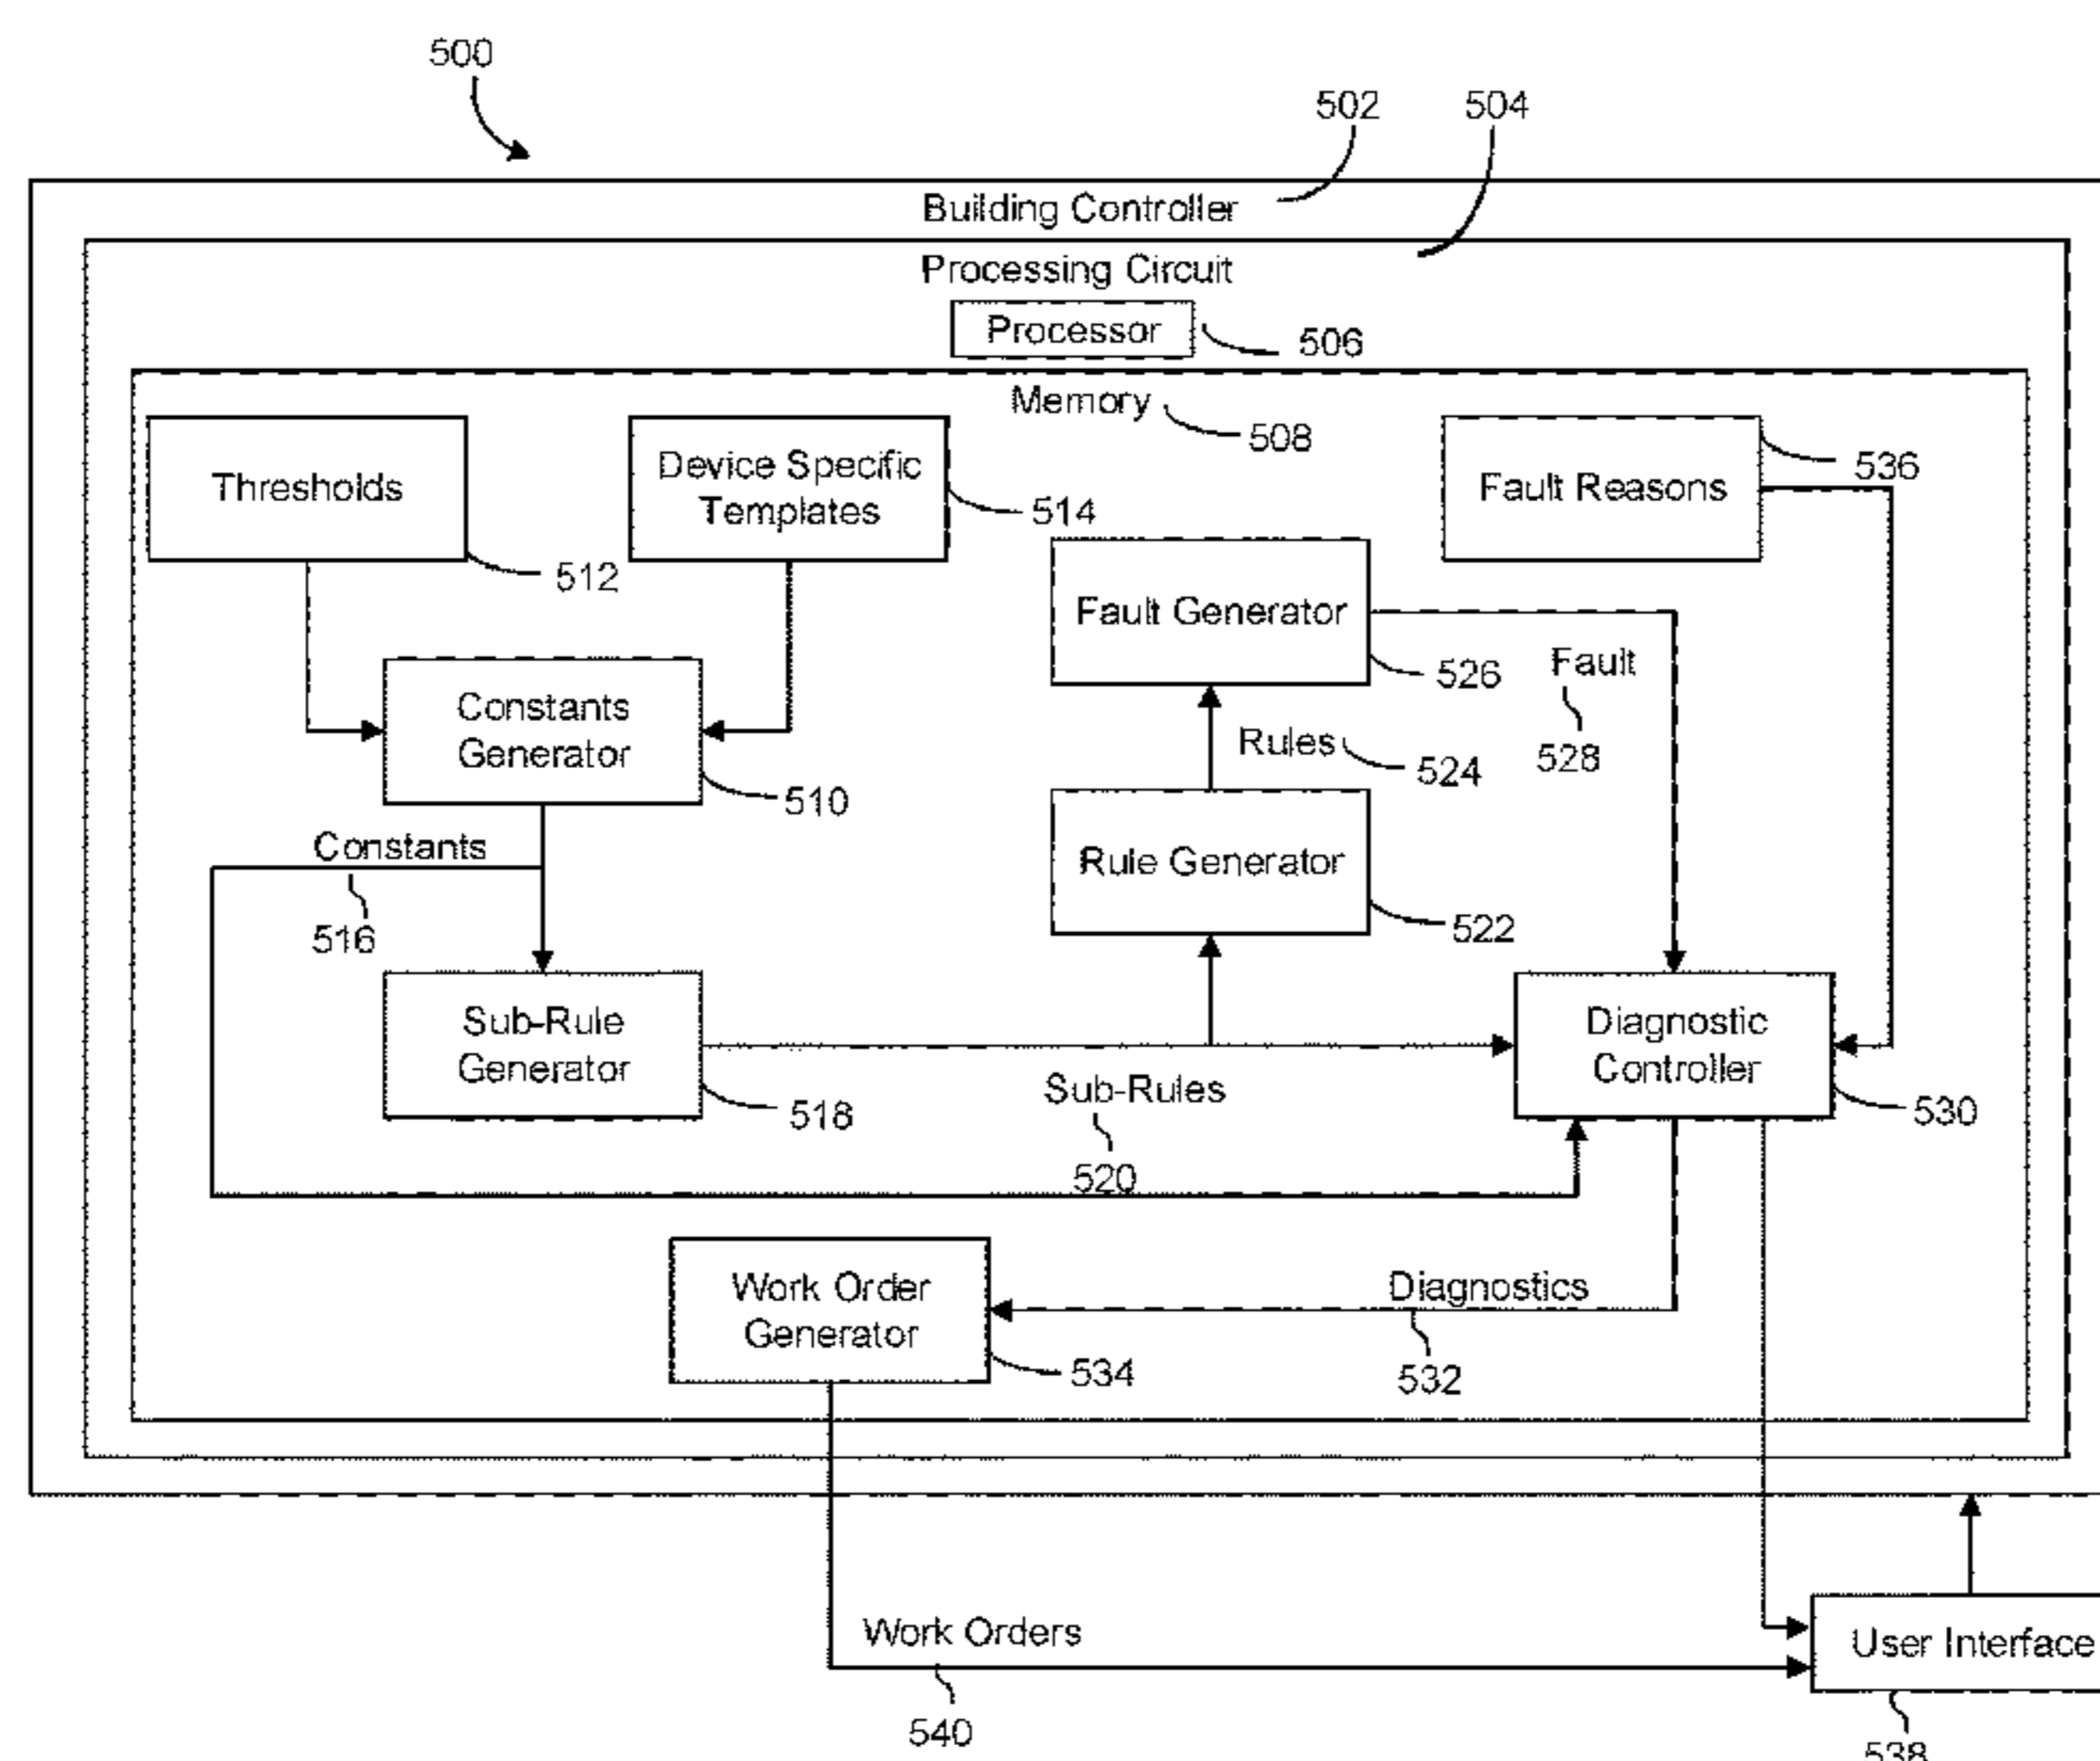 500
502
504
Building Controller
Processing Circuit
Processor
506
Memory
508
Thresholds
512
Device Specific
Templates
514
Fault Reasons
536
Fault Generator
526
Fault
528
Constants
Generator
510
Rules
524
Constants
516
Rule Generator
522
Sub-Rule
Generator
518
Sub-Rules
520
Diagnostic
Controller
530
Work Order
Generator
534
Diagnostics
532
Work Orders
540
User Interface
538